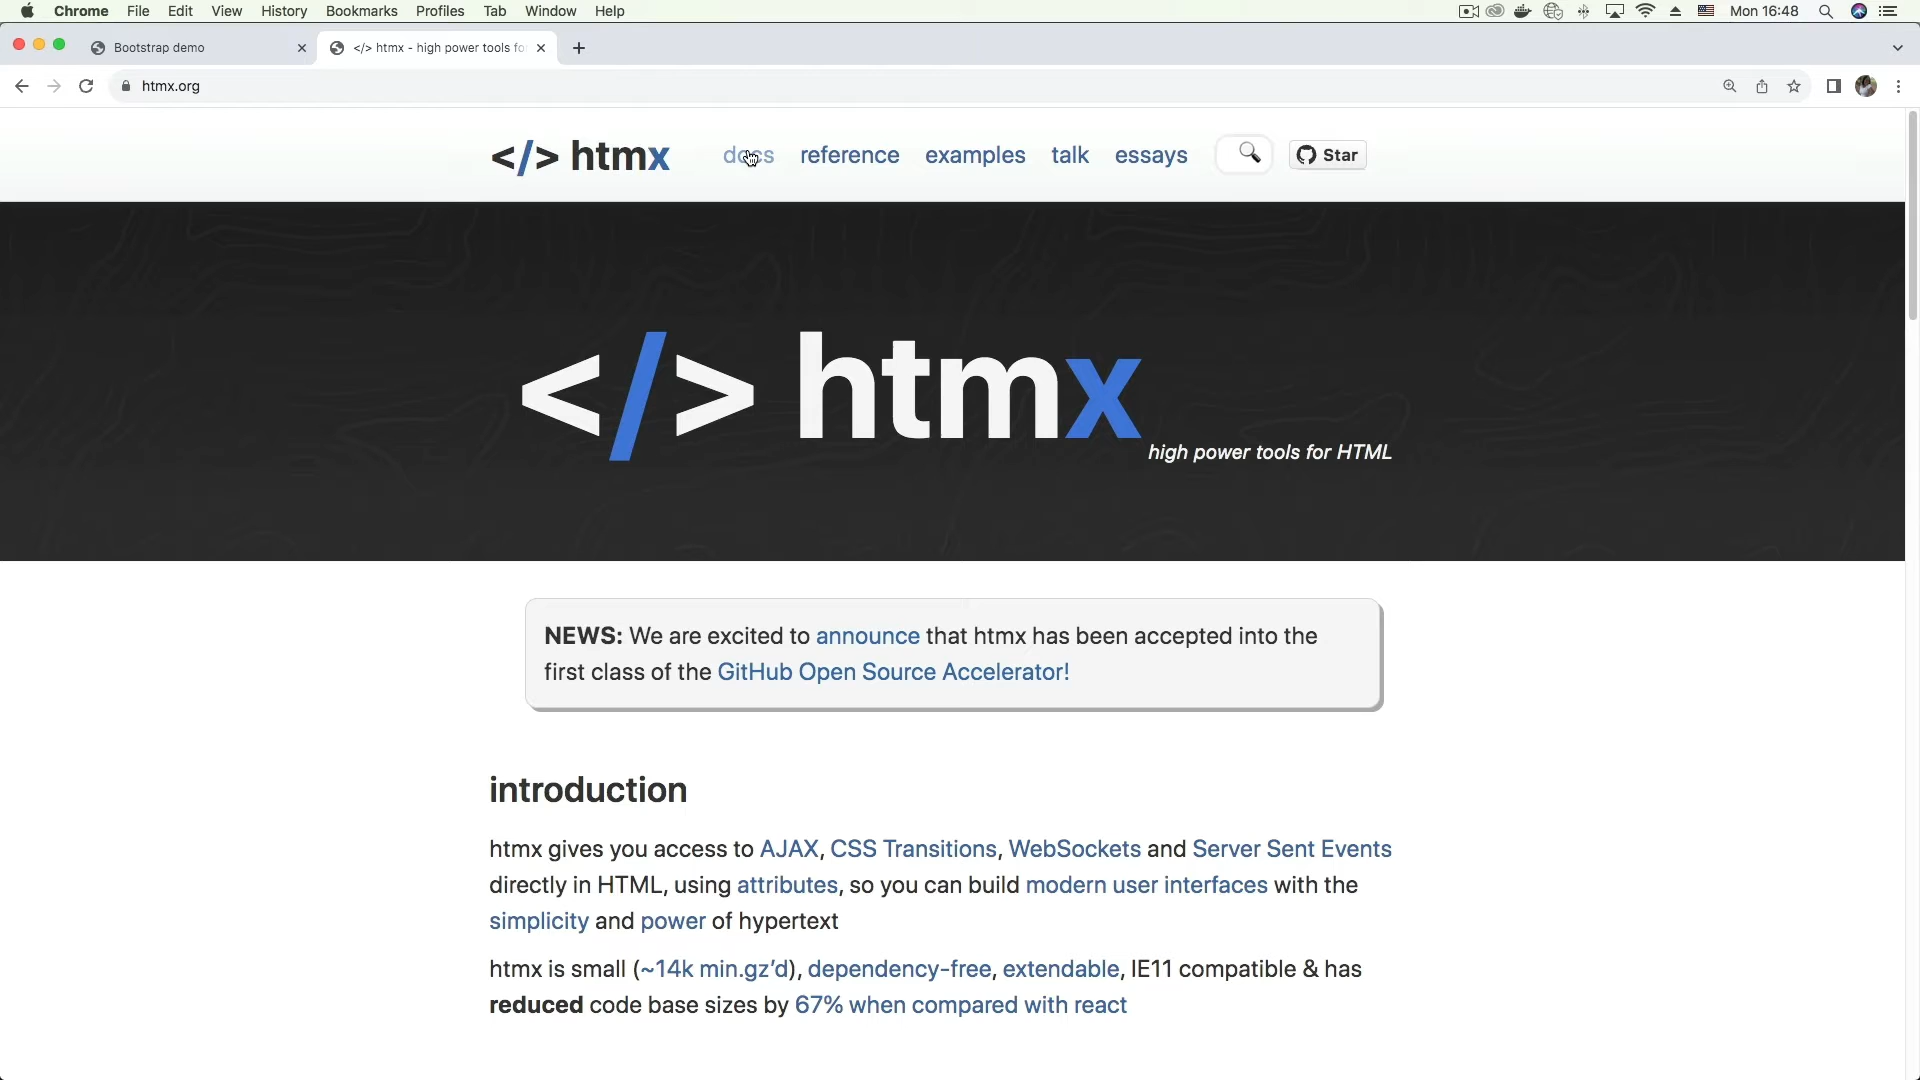 Chrome File Edit View History Bookmarks Profiles Tab Window Help Mon 16:48
Bootstrap demo
</> htmx - high power tools fo
htmx.org
</> htmx docs reference examples talk essays Star
</> htmx
high power tools for HTML
NEWS: We are excited to announce that htmx has been accepted into the
first class of the GitHub Open Source Accelerator!
introduction
htmx gives you access to AJAX, CSS Transitions, WebSockets and Server Sent Events
directly in HTML, using attributes, so you can build modern user interfaces with the
simplicity and power of hypertext
htmx is small (~14k min.gz’d), dependency-free, extendable, IE11 compatible & has
reduced code base sizes by 67% when compared with react